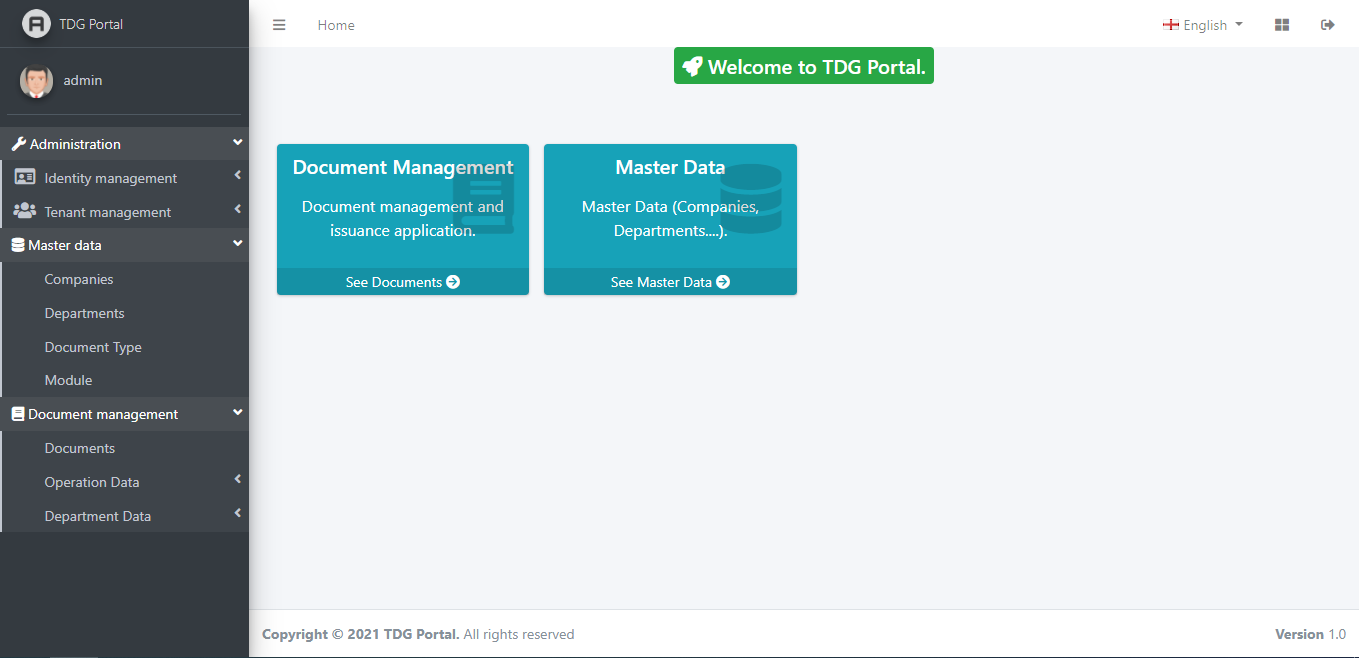 TDG Portal
admin
Administration
Identity management
Tenant management
Master data
Companies
Departments
Document Type
Module
Document management
Documents
Operation Data
Department Data
Home
English
Welcome to TDG Portal.
Document Management
Document management and
issuance application.
See Documents
Master Data
Master Data (Companies,
Departments....).
See Master Data
Copyright © 2021 TDG Portal. All rights reserved
Version 1.0